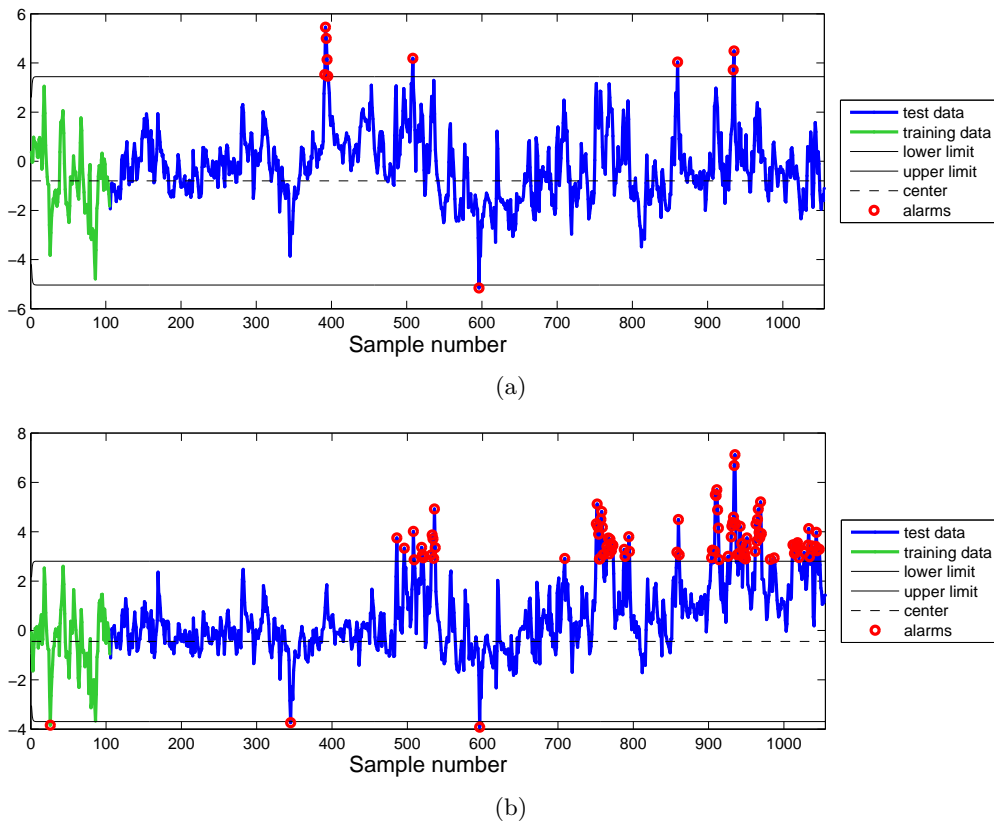 6
4
2
0
−2
−4
−6
0 100 200 300 400 500 600 700 800 900 1000
Sample number
test data
training data
lower limit
upper limit
center
alarms
(a)
8
6
4
2
0
−2
−4
0 100 200 300 400 500 600 700 800 900 1000
Sample number
test data
training data
lower limit
upper limit
center
alarms
(b)